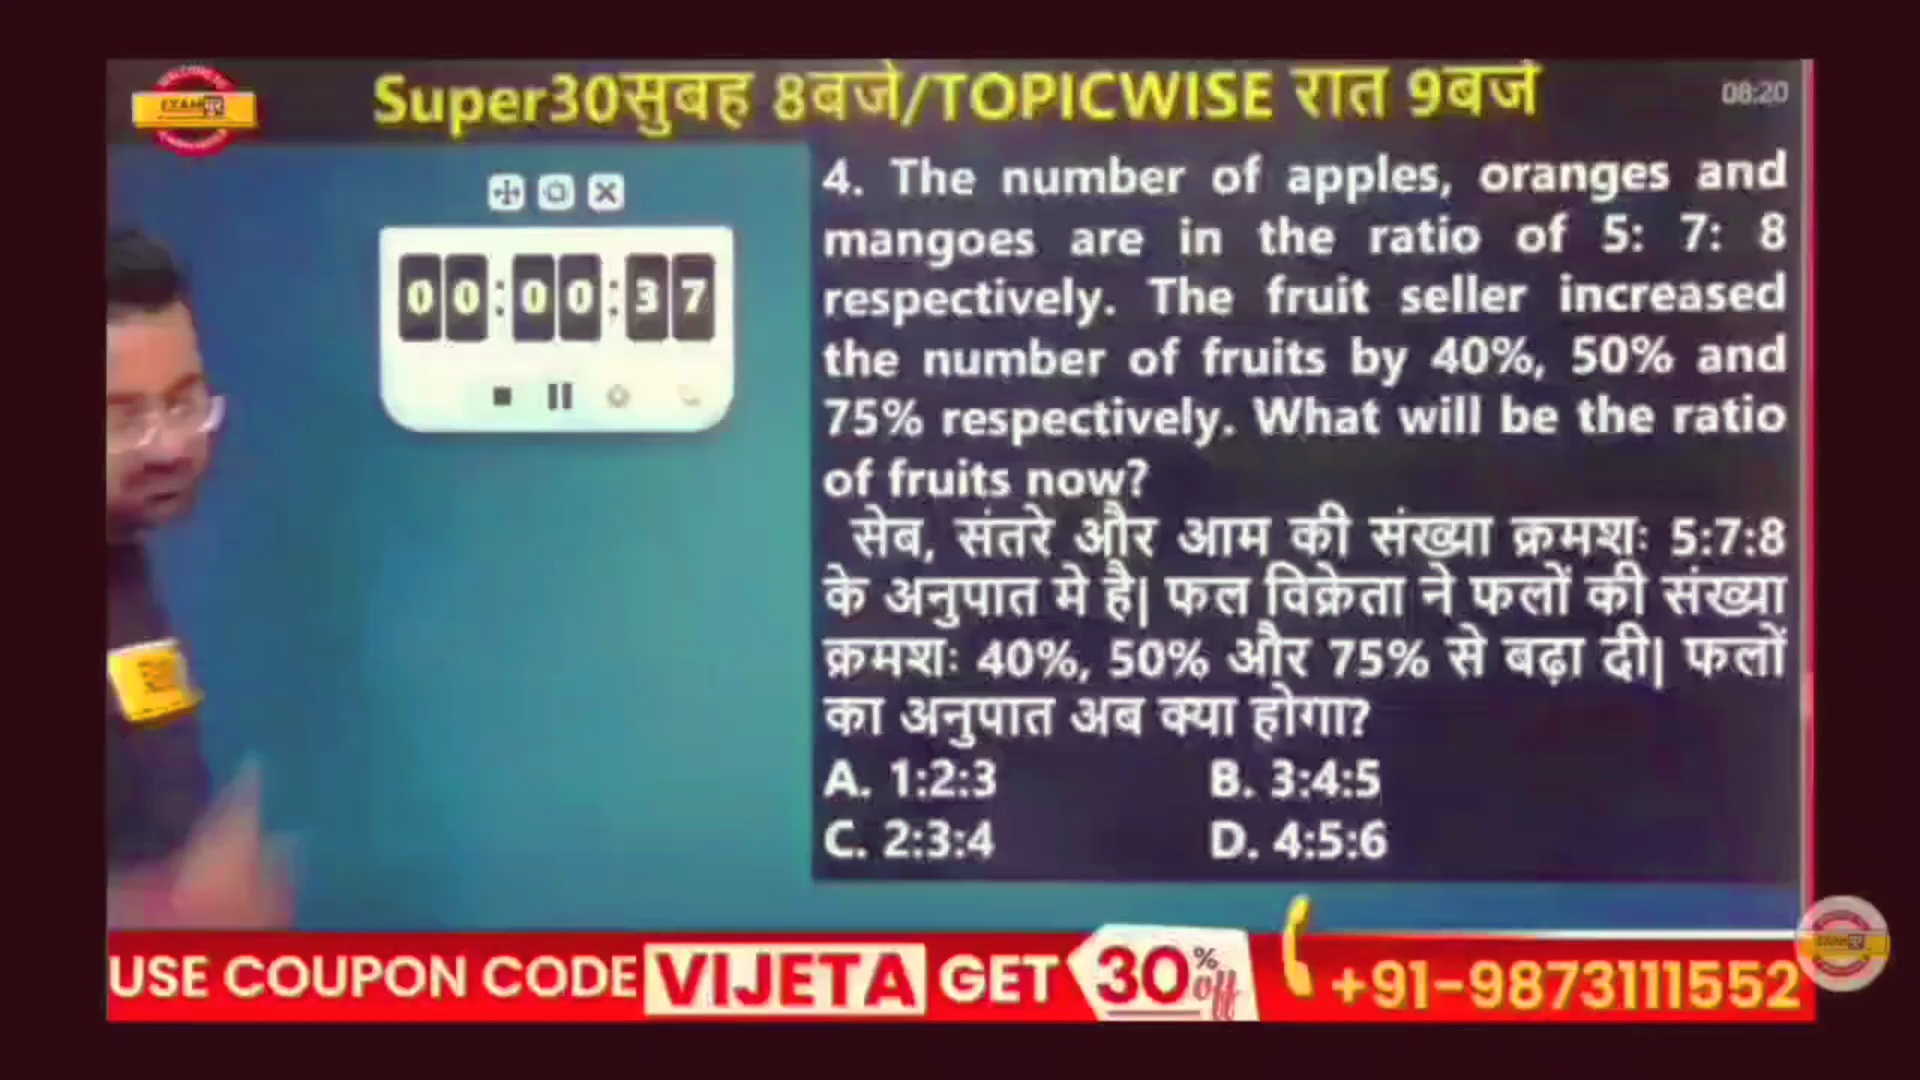 Super30सुबह 8बजे/TOPICWISE रात 9बजे
08:20
EXAMपुर
00:00:37
4. The number of apples, oranges and
mangoes are in the ratio of 5: 7: 8
respectively. The fruit seller increased
the number of fruits by 40%, 50% and
75% respectively. What will be the ratio
of fruits now?
सेब, संतरे और आम की संख्या क्रमशः 5:7:8
के अनुपात मे है| फल विक्रेता ने फलों की संख्या
क्रमशः 40%, 50% और 75% से बढ़ा दी| फलों
का अनुपात अब क्या होगा?
A. 1:2:3 B. 3:4:5
C. 2:3:4 D. 4:5:6
USE COUPON CODE VIJETA GET 30% off +91-9873111552